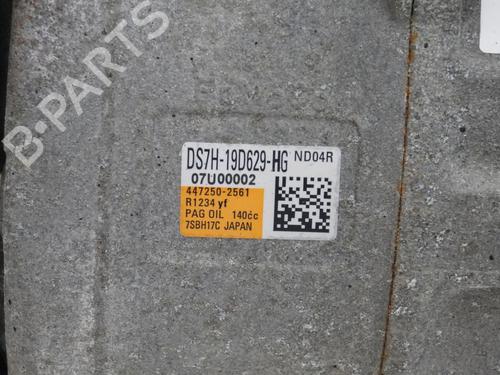 B-PARTS
DS7H-19D629-HG ND04R
07U00002
447250-2561
R1234 yf
PAG OIL 140cc
7SBH17C JAPAN